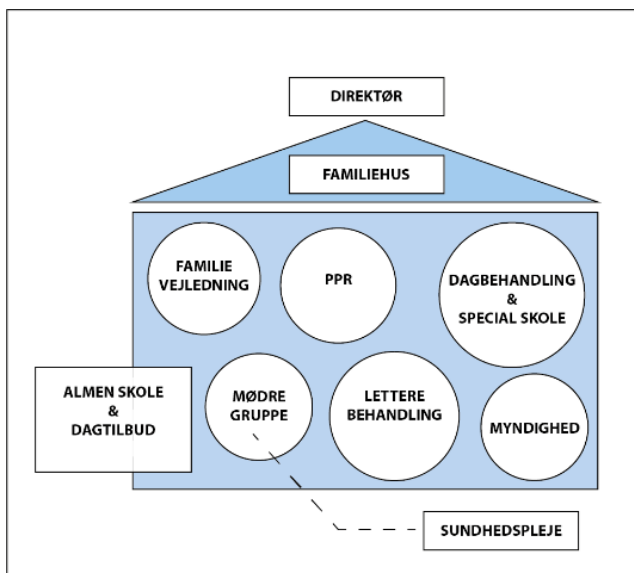 DIREKTØR
FAMILIEHUS
FAMILIE
VEJLEDNING
PPR
DAGBEHANDLING
&
SPECIAL SKOLE
ALMEN SKOLE
&
DAGTILBUD
MØDRE
GRUPPE
LETTERE
BEHANDLING
MYNDIGHED
SUNDHEDSPLEJE